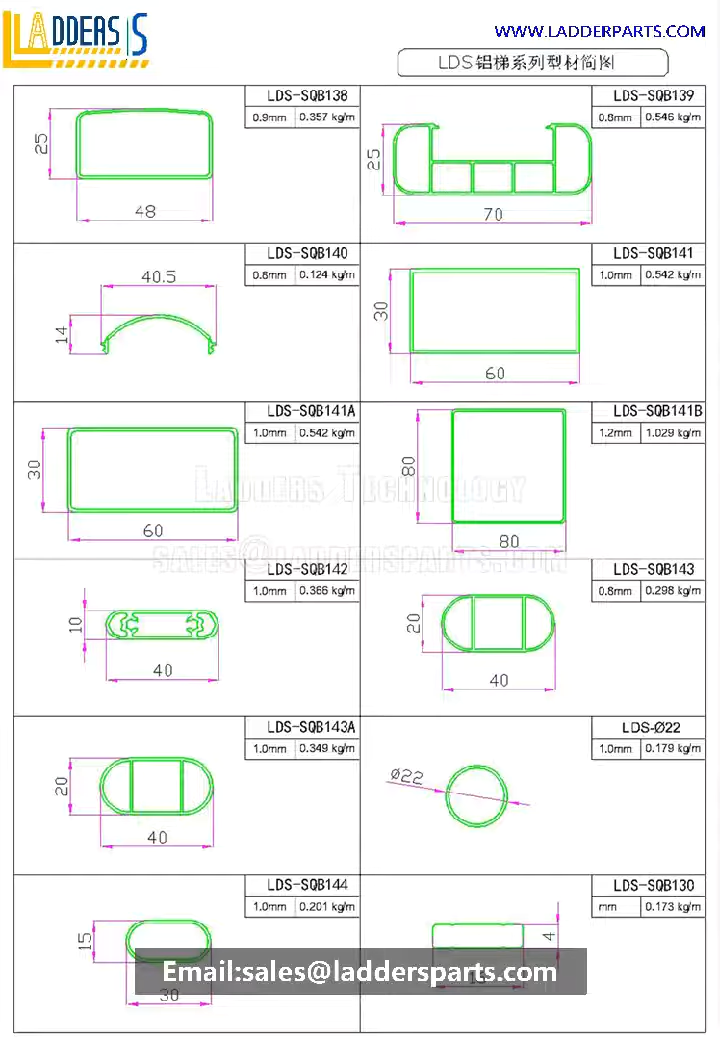 LADDERS
WWW.LADDERPARTS.COM
LDS铝梯系列型材简图
LDS-SQB138
0.9mm 0.357 kg/m
25
48
LDS-SQB139
0.8mm 0.546 kg/m
25
70
LDS-SQB140
0.8mm 0.124 kg/m
40.5
14
LDS-SQB141
1.0mm 0.542 kg/m
30
60
LDS-SQB141A
1.0mm 0.542 kg/m
30
60
LDS-SQB141B
1.2mm 1.029 kg/m
80
80
LADDERS TECHNOLOGY
SALES@LADDERSPARTS.COM
LDS-SQB142
1.0mm 0.366 kg/m
10
40
LDS-SQB143
0.8mm 0.298 kg/m
20
40
LDS-SQB143A
1.0mm 0.349 kg/m
20
40
LDS-Ø22
1.0mm 0.179 kg/m
Ø22
LDS-SQB144
1.0mm 0.201 kg/m
15
30
LDS-SQB130
mm 0.173 kg/m
4
Email:sales@laddersparts.com